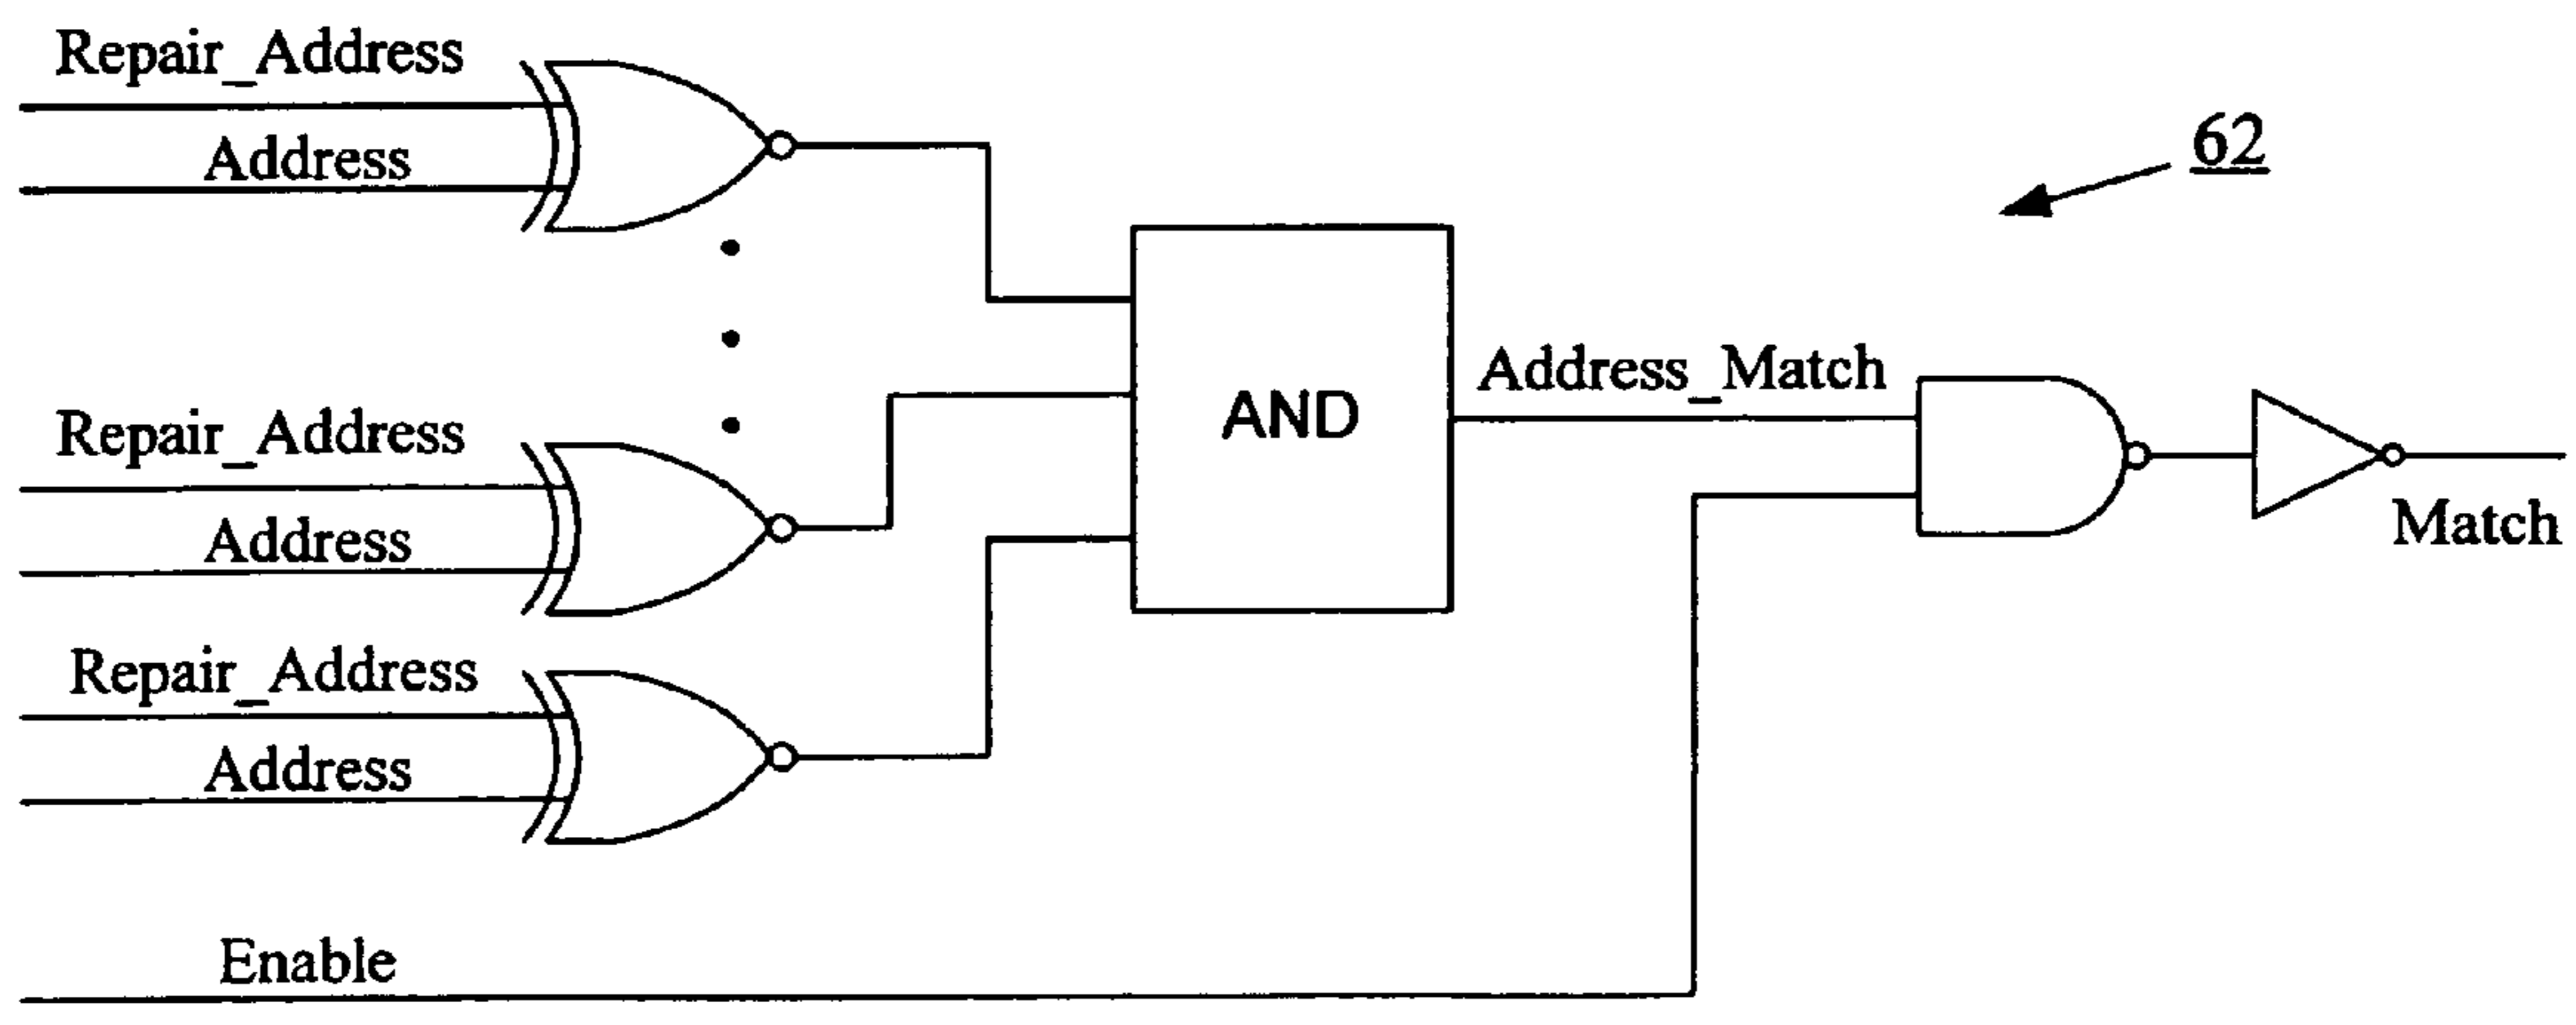 Repair_Address
Address
62
Repair_Address
Address
AND
Address_Match
Match
Repair_Address
Address
Enable